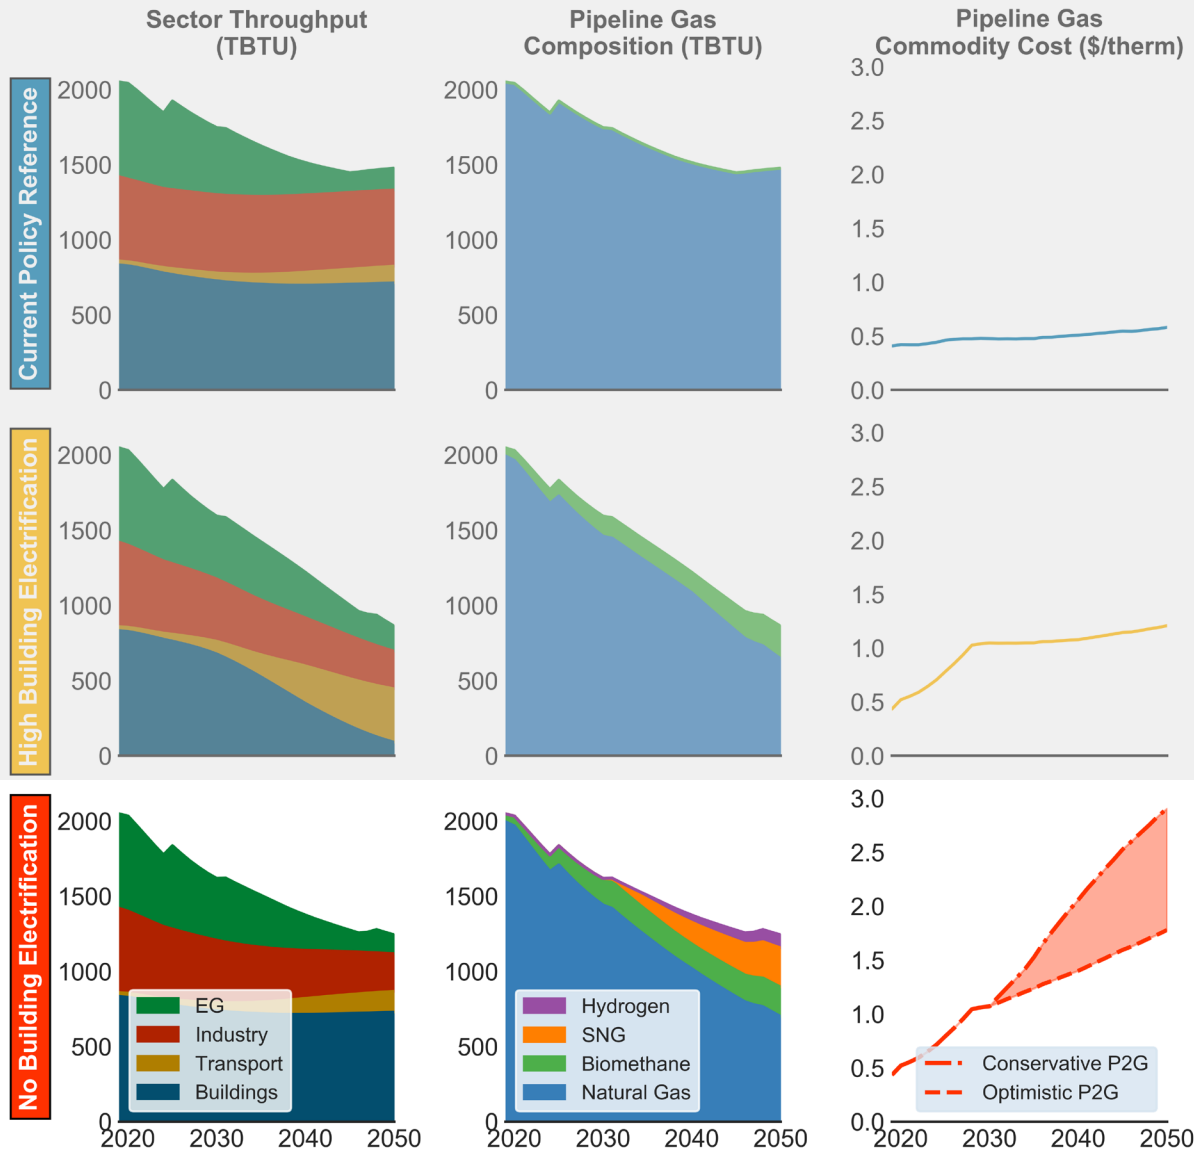 Sector Throughput
(TBTU)
Pipeline Gas
Composition (TBTU)
Pipeline Gas
Commodity Cost ($/therm)
Current Policy Reference
2000
1500
1000
500
0
2000
1500
1000
500
0
3.0
2.5
2.0
1.5
1.0
0.5
0.0
High Building Electrification
2000
1500
1000
500
0
2000
1500
1000
500
0
3.0
2.5
2.0
1.5
1.0
0.5
0.0
No Building Electrification
2000
1500
1000
500
0
EG
Industry
Transport
Buildings
2020 2030 2040 2050
2000
1500
1000
500
0
Hydrogen
SNG
Biomethane
Natural Gas
2020 2030 2040 2050
3.0
2.5
2.0
1.5
1.0
0.5
0.0
Conservative P2G
Optimistic P2G
2020 2030 2040 2050